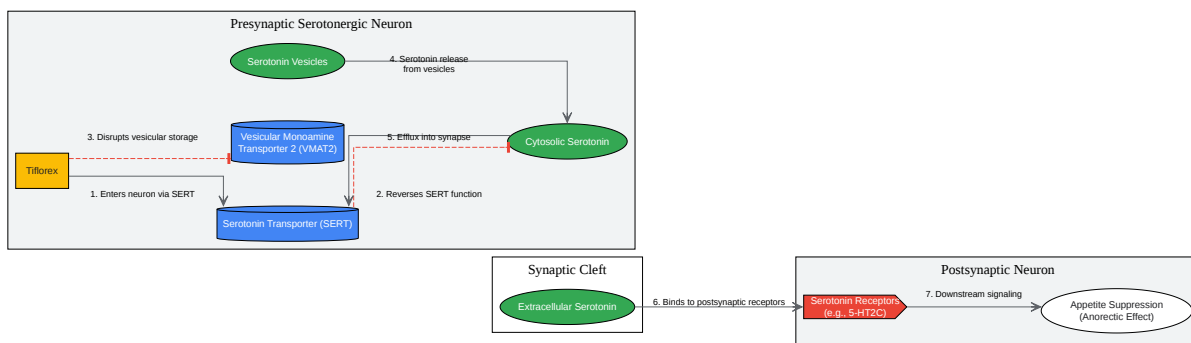 Presynaptic Serotonergic Neuron
Serotonin Vesicles
4. Serotonin release
from vesicles
3. Disrupts vesicular storage
Vesicular Monoamine
Transporter 2 (VMAT2)
5. Efflux into synapse
Cytosolic Serotonin
Tiflorex
1. Enters neuron via SERT
2. Reverses SERT function
Serotonin Transporter (SERT)
Synaptic Cleft
Extracellular Serotonin
6. Binds to postsynaptic receptors
Postsynaptic Neuron
Serotonin Receptors
(e.g., 5-HT2C)
7. Downstream signaling
Appetite Suppression
(Anorectic Effect)